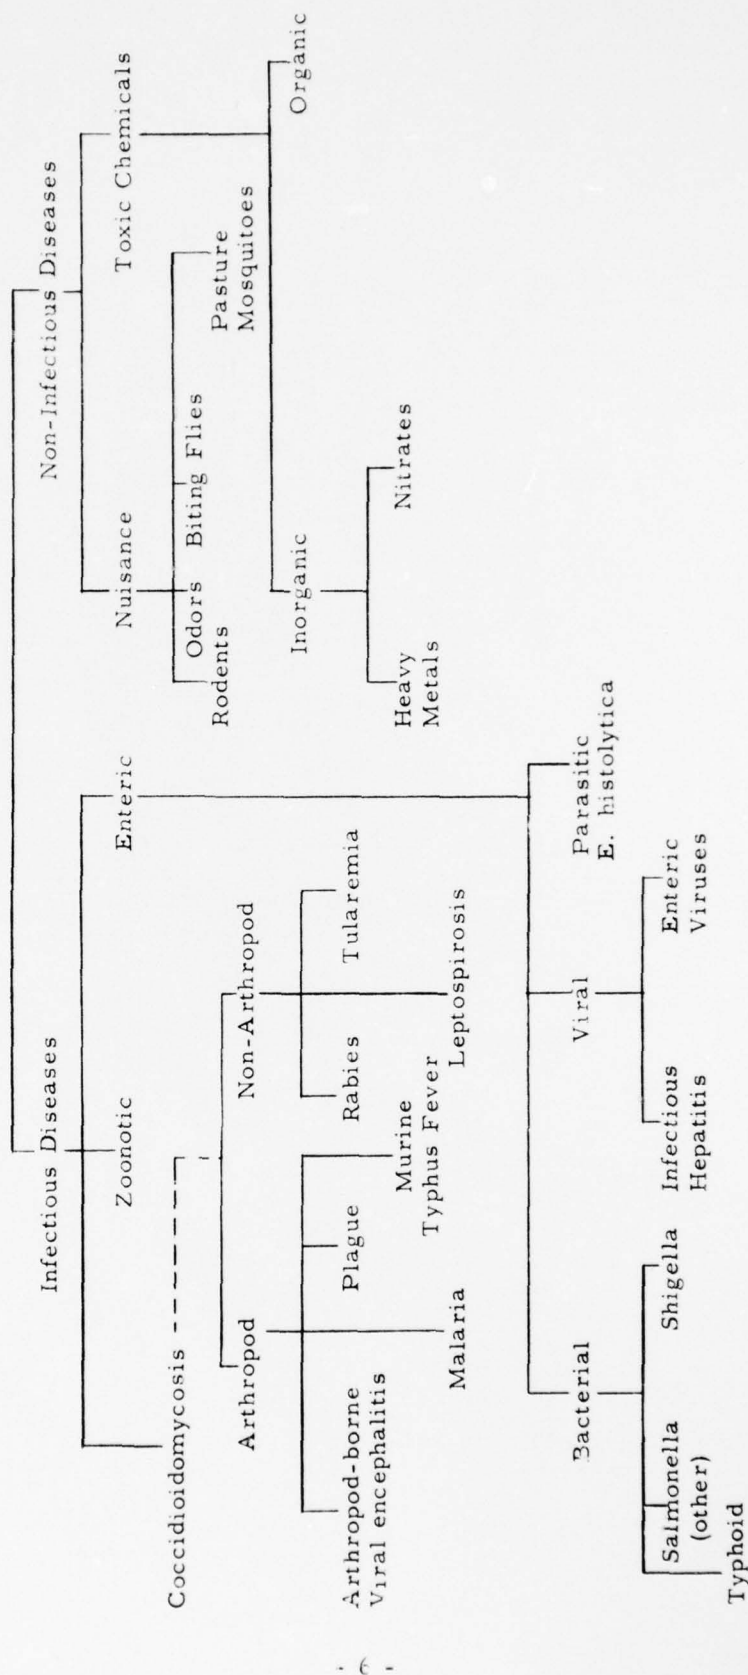 Infectious Diseases
Non-Infectious Diseases
Coccidioidomycosis
Zoonotic
Enteric
Nuisance
Toxic Chemicals
Arthropod
Non-Arthropod
Rodents
Odors
Biting Flies
Pasture
Mosquitoes
Arthropod-borne
Viral encephalitis
Plague
Rabies
Tularemia
Inorganic
Organic
Murine
Typhus Fever
Malaria
Leptospirosis
Heavy
Metals
Nitrates
Bacterial
Viral
Parasitic
E. histolytica
Salmonella
(other)
Shigella
Infectious
Hepatitis
Enteric
Viruses
Typhoid
- 6 -